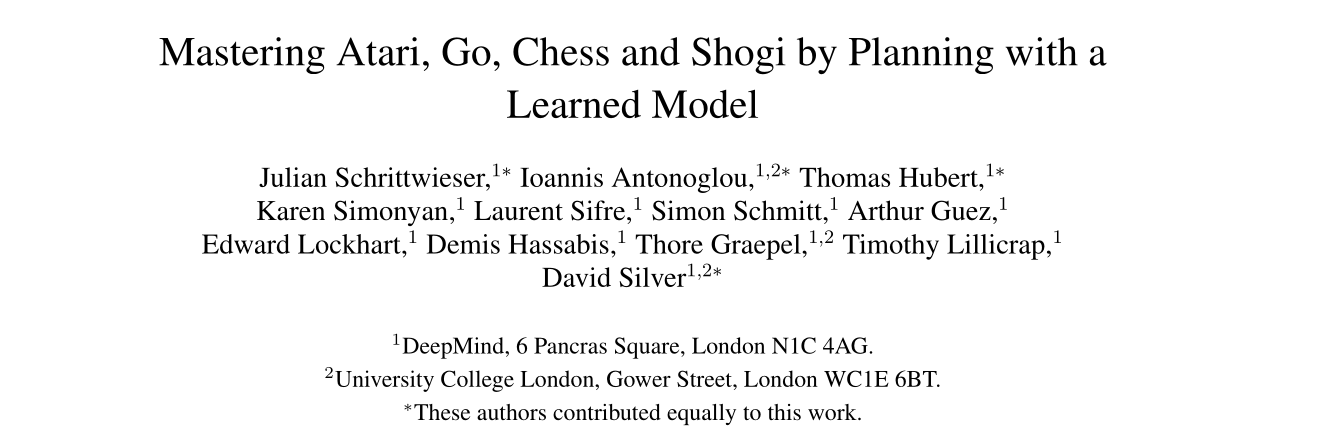 Mastering Atari, Go, Chess and Shogi by Planning with a
Learned Model
Julian Schrittwieser,¹* Ioannis Antonoglou,¹,²* Thomas Hubert,¹*
Karen Simonyan,¹ Laurent Sifre,¹ Simon Schmitt,¹ Arthur Guez,¹
Edward Lockhart,¹ Demis Hassabis,¹ Thore Graepel,¹,² Timothy Lillicrap,¹
David Silver¹,²*
¹DeepMind, 6 Pancras Square, London N1C 4AG.
²University College London, Gower Street, London WC1E 6BT.
*These authors contributed equally to this work.